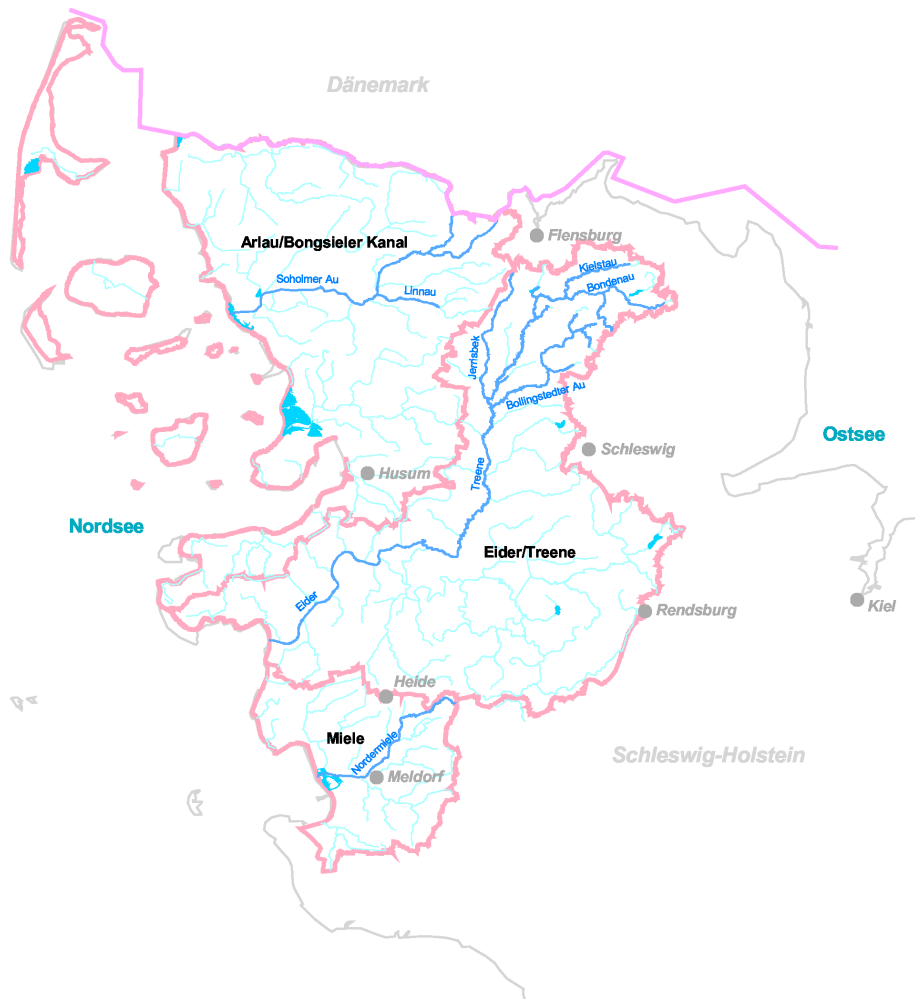 Dänemark
Flensburg
Arlau/Bongsieler Kanal
Kielstau
Soholmer Au
Bondenau
Linnau
Jerrisbek
Bollingstedter Au
Ostsee
Schleswig
Husum
Treene
Nordsee
Eider/Treene
Eider
Rendsburg
Kiel
Heide
Miele
Nordermiele
Schleswig-Holstein
Meldorf